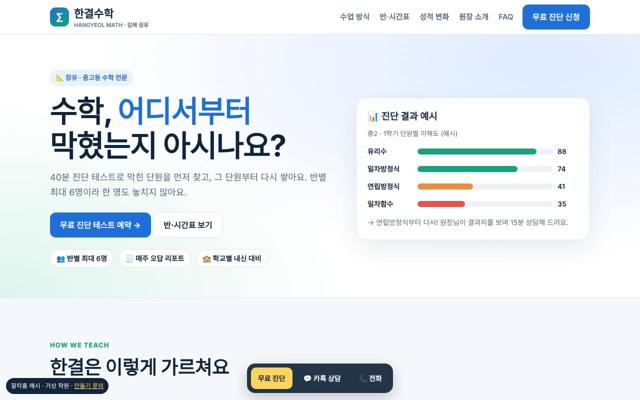 Σ 한결수학
HANGYEOL MATH · 김해 장유
수업 방식 반·시간표 성적 변화 원장 소개 FAQ 무료 진단 신청
📐 장유 · 중고등 수학 전문
수학, 어디서부터
막혔는지 아시나요?
40분 진단 테스트로 막힌 단원을 먼저 찾고, 그 단원부터 다시 쌓아요. 반별
최대 6명이라 한 명도 놓치지 않아요.
무료 진단 테스트 예약 → 반·시간표 보기
👥 반별 최대 6명 🧾 매주 오답 리포트 🏫 학교별 내신 대비
📊 진단 결과 예시
중2 · 1학기 단원별 이해도 (예시)
유리수 88
일차방정식 74
연립방정식 41
일차함수 35
→ 연립방정식부터 다시! 원장님이 결과지를 보며 15분 상담해 드려요.
HOW WE TEACH
한결은 이렇게 가르쳐요
무료 진단 💬 카톡 상담 📞 전화
찰칵홈 예시 · 가상 학원 · 만들기 문의